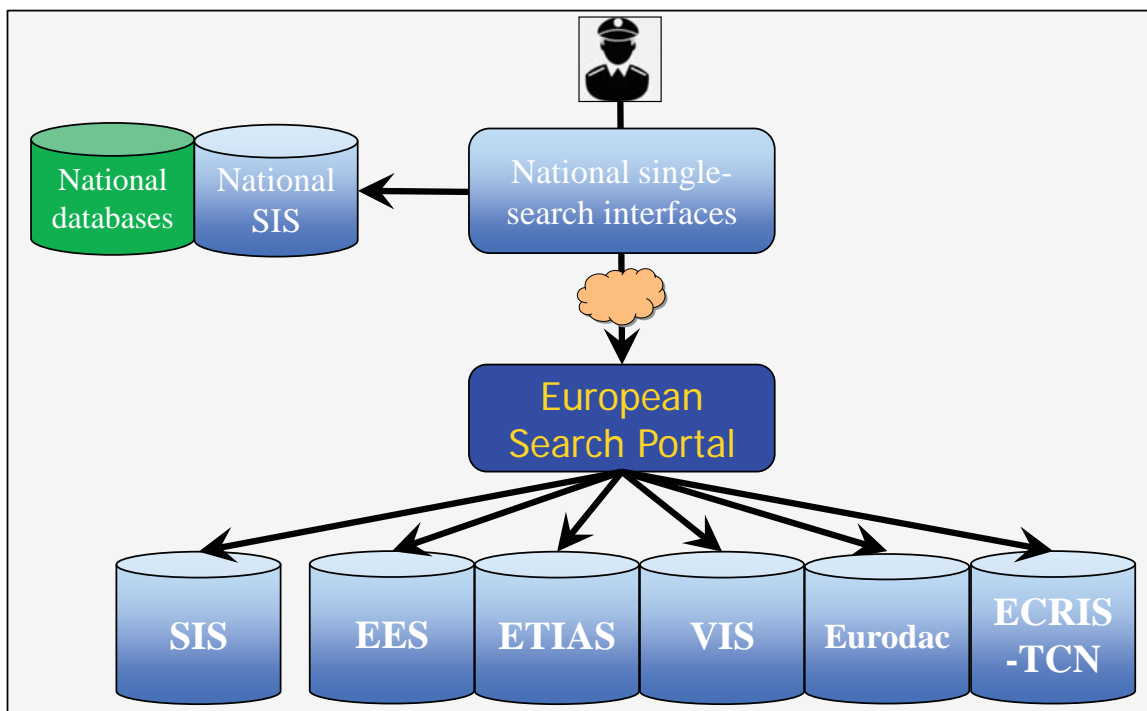 National
databases
National
SIS
National single-
search interfaces
European
Search Portal
SIS
EES
ETIAS
VIS
Eurodac
ECRIS
-TCN